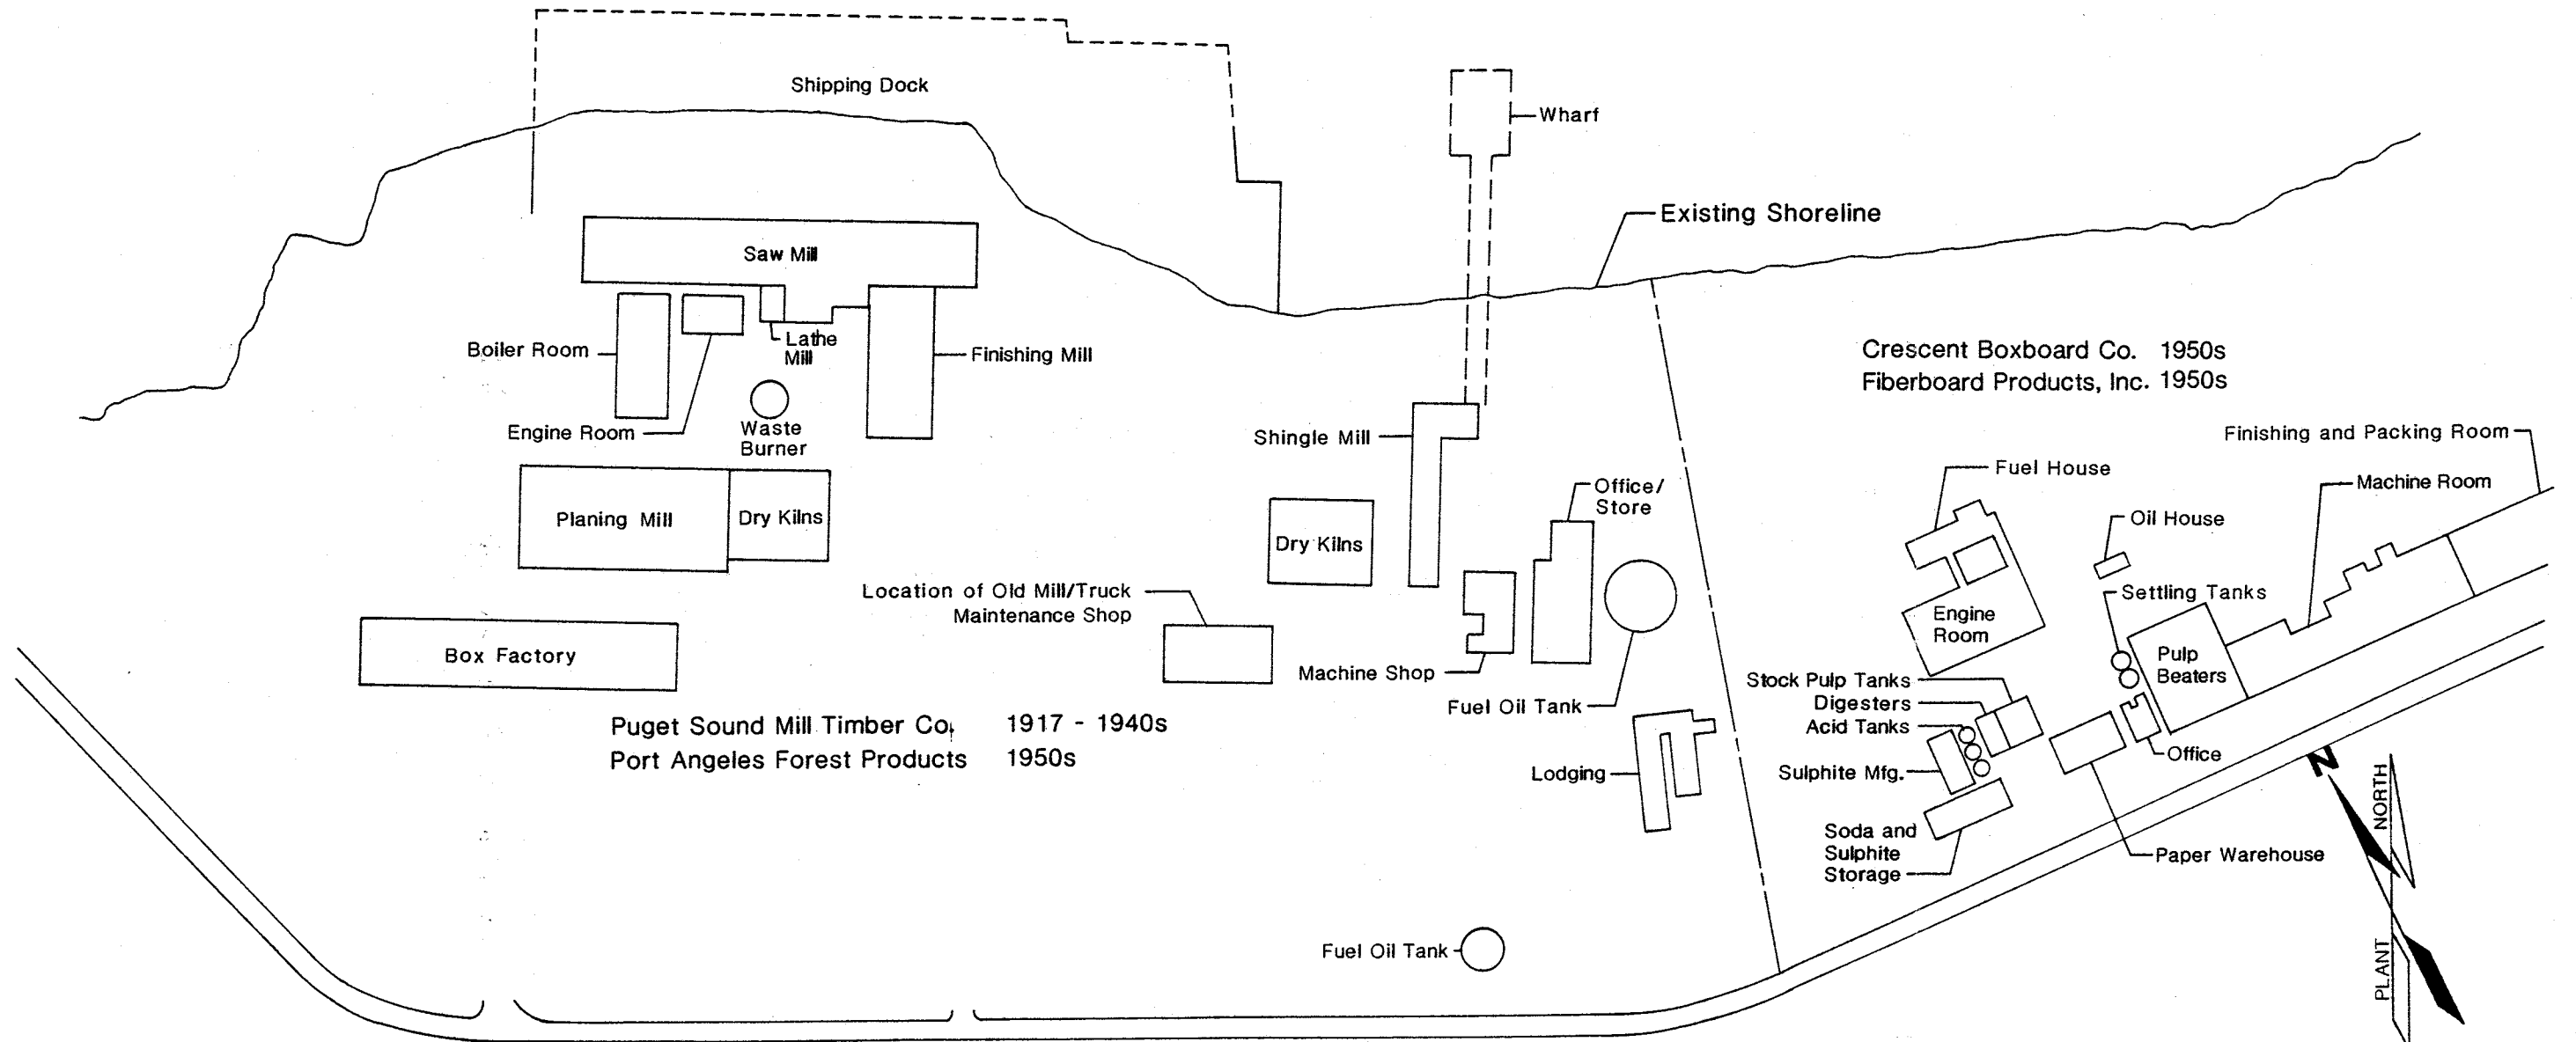 Shipping Dock
Wharf
Existing Shoreline
Saw Mill
Boiler Room
Lathe
Mill
Finishing Mill
Engine Room
Waste
Burner
Planing Mill
Dry Kilns
Box Factory
Location of Old Mill/Truck
Maintenance Shop
Shingle Mill
Dry Kilns
Office/
Store
Machine Shop
Fuel Oil Tank
Lodging
Fuel Oil Tank
Puget Sound Mill Timber Co. 1917 - 1940s
Port Angeles Forest Products 1950s
Crescent Boxboard Co. 1950s
Fiberboard Products, Inc. 1950s
Finishing and Packing Room
Machine Room
Fuel House
Oil House
Settling Tanks
Engine
Room
Pulp
Beaters
Stock Pulp Tanks
Digesters
Acid Tanks
Sulphite Mfg.
Office
Soda and
Sulphite
Storage
Paper Warehouse
N
PLANT NORTH